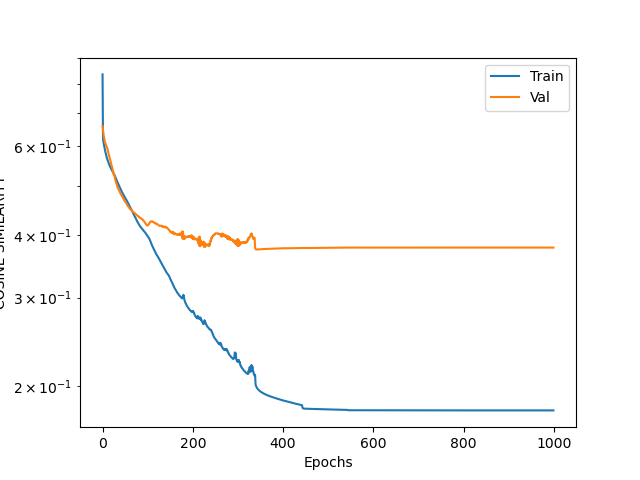 Train
Val
6 × 10⁻¹
4 × 10⁻¹
3 × 10⁻¹
2 × 10⁻¹
COSINE SIMILARITY
0 200 400 600 800 1000
Epochs